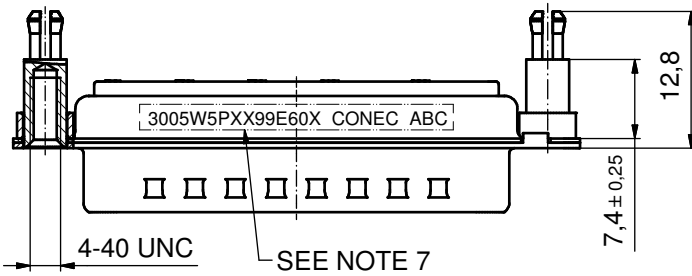 12,8
3005W5PXX99E60X CONEC ABC
7,4 ± 0,25
4-40 UNC
SEE NOTE 7